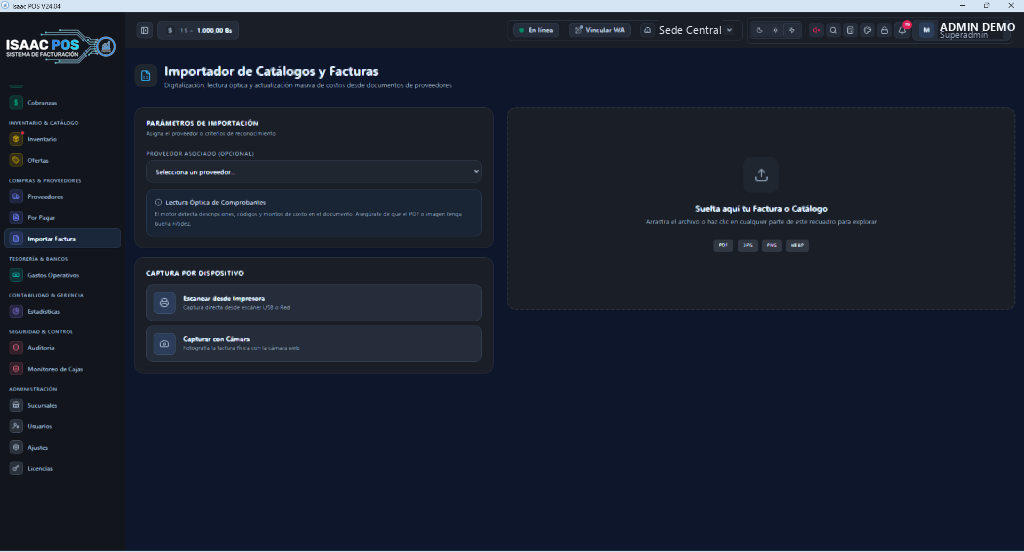 Isaac POS V24.04
ISAAC POS
SISTEMA DE FACTURACIÓN
$ 1$ - 1.000,00 Bs
En línea
Vincular WA
Sede Central
M
ADMIN DEMO
Superadmin
Importador de Catálogos y Facturas
Digitalización, lectura óptica y actualización masiva de costos desde documentos de proveedores
Cobranzas
INVENTARIO & CATÁLOGO
Inventario
Ofertas
COMPRAS & PROVEEDORES
Proveedores
Por Pagar
Importar Factura
TESORERÍA & BANCOS
Gastos Operativos
CONTABILIDAD & GERENCIA
Estadísticas
SEGURIDAD & CONTROL
Auditoría
Monitoreo de Cajas
ADMINISTRACIÓN
Sucursales
Usuarios
Ajustes
Licencias
PARÁMETROS DE IMPORTACIÓN
Asigna el proveedor o criterios de reconocimiento
PROVEEDOR ASOCIADO (OPCIONAL)
Selecciona un proveedor...
Lectura Óptica de Comprobantes
El motor detecta descripciones, códigos y montos de costo en el documento. Asegúrate de que el PDF o imagen tenga
buena nitidez.
CAPTURA POR DISPOSITIVO
Escanear desde Impresora
Captura directa desde escáner USB o Red
Capturar con Cámara
Fotografía la factura física con la cámara web
Suelta aquí tu Factura o Catálogo
Arrastra el archivo o haz clic en cualquier parte de este recuadro para explorar
PDF
JPG
PNG
WEBP